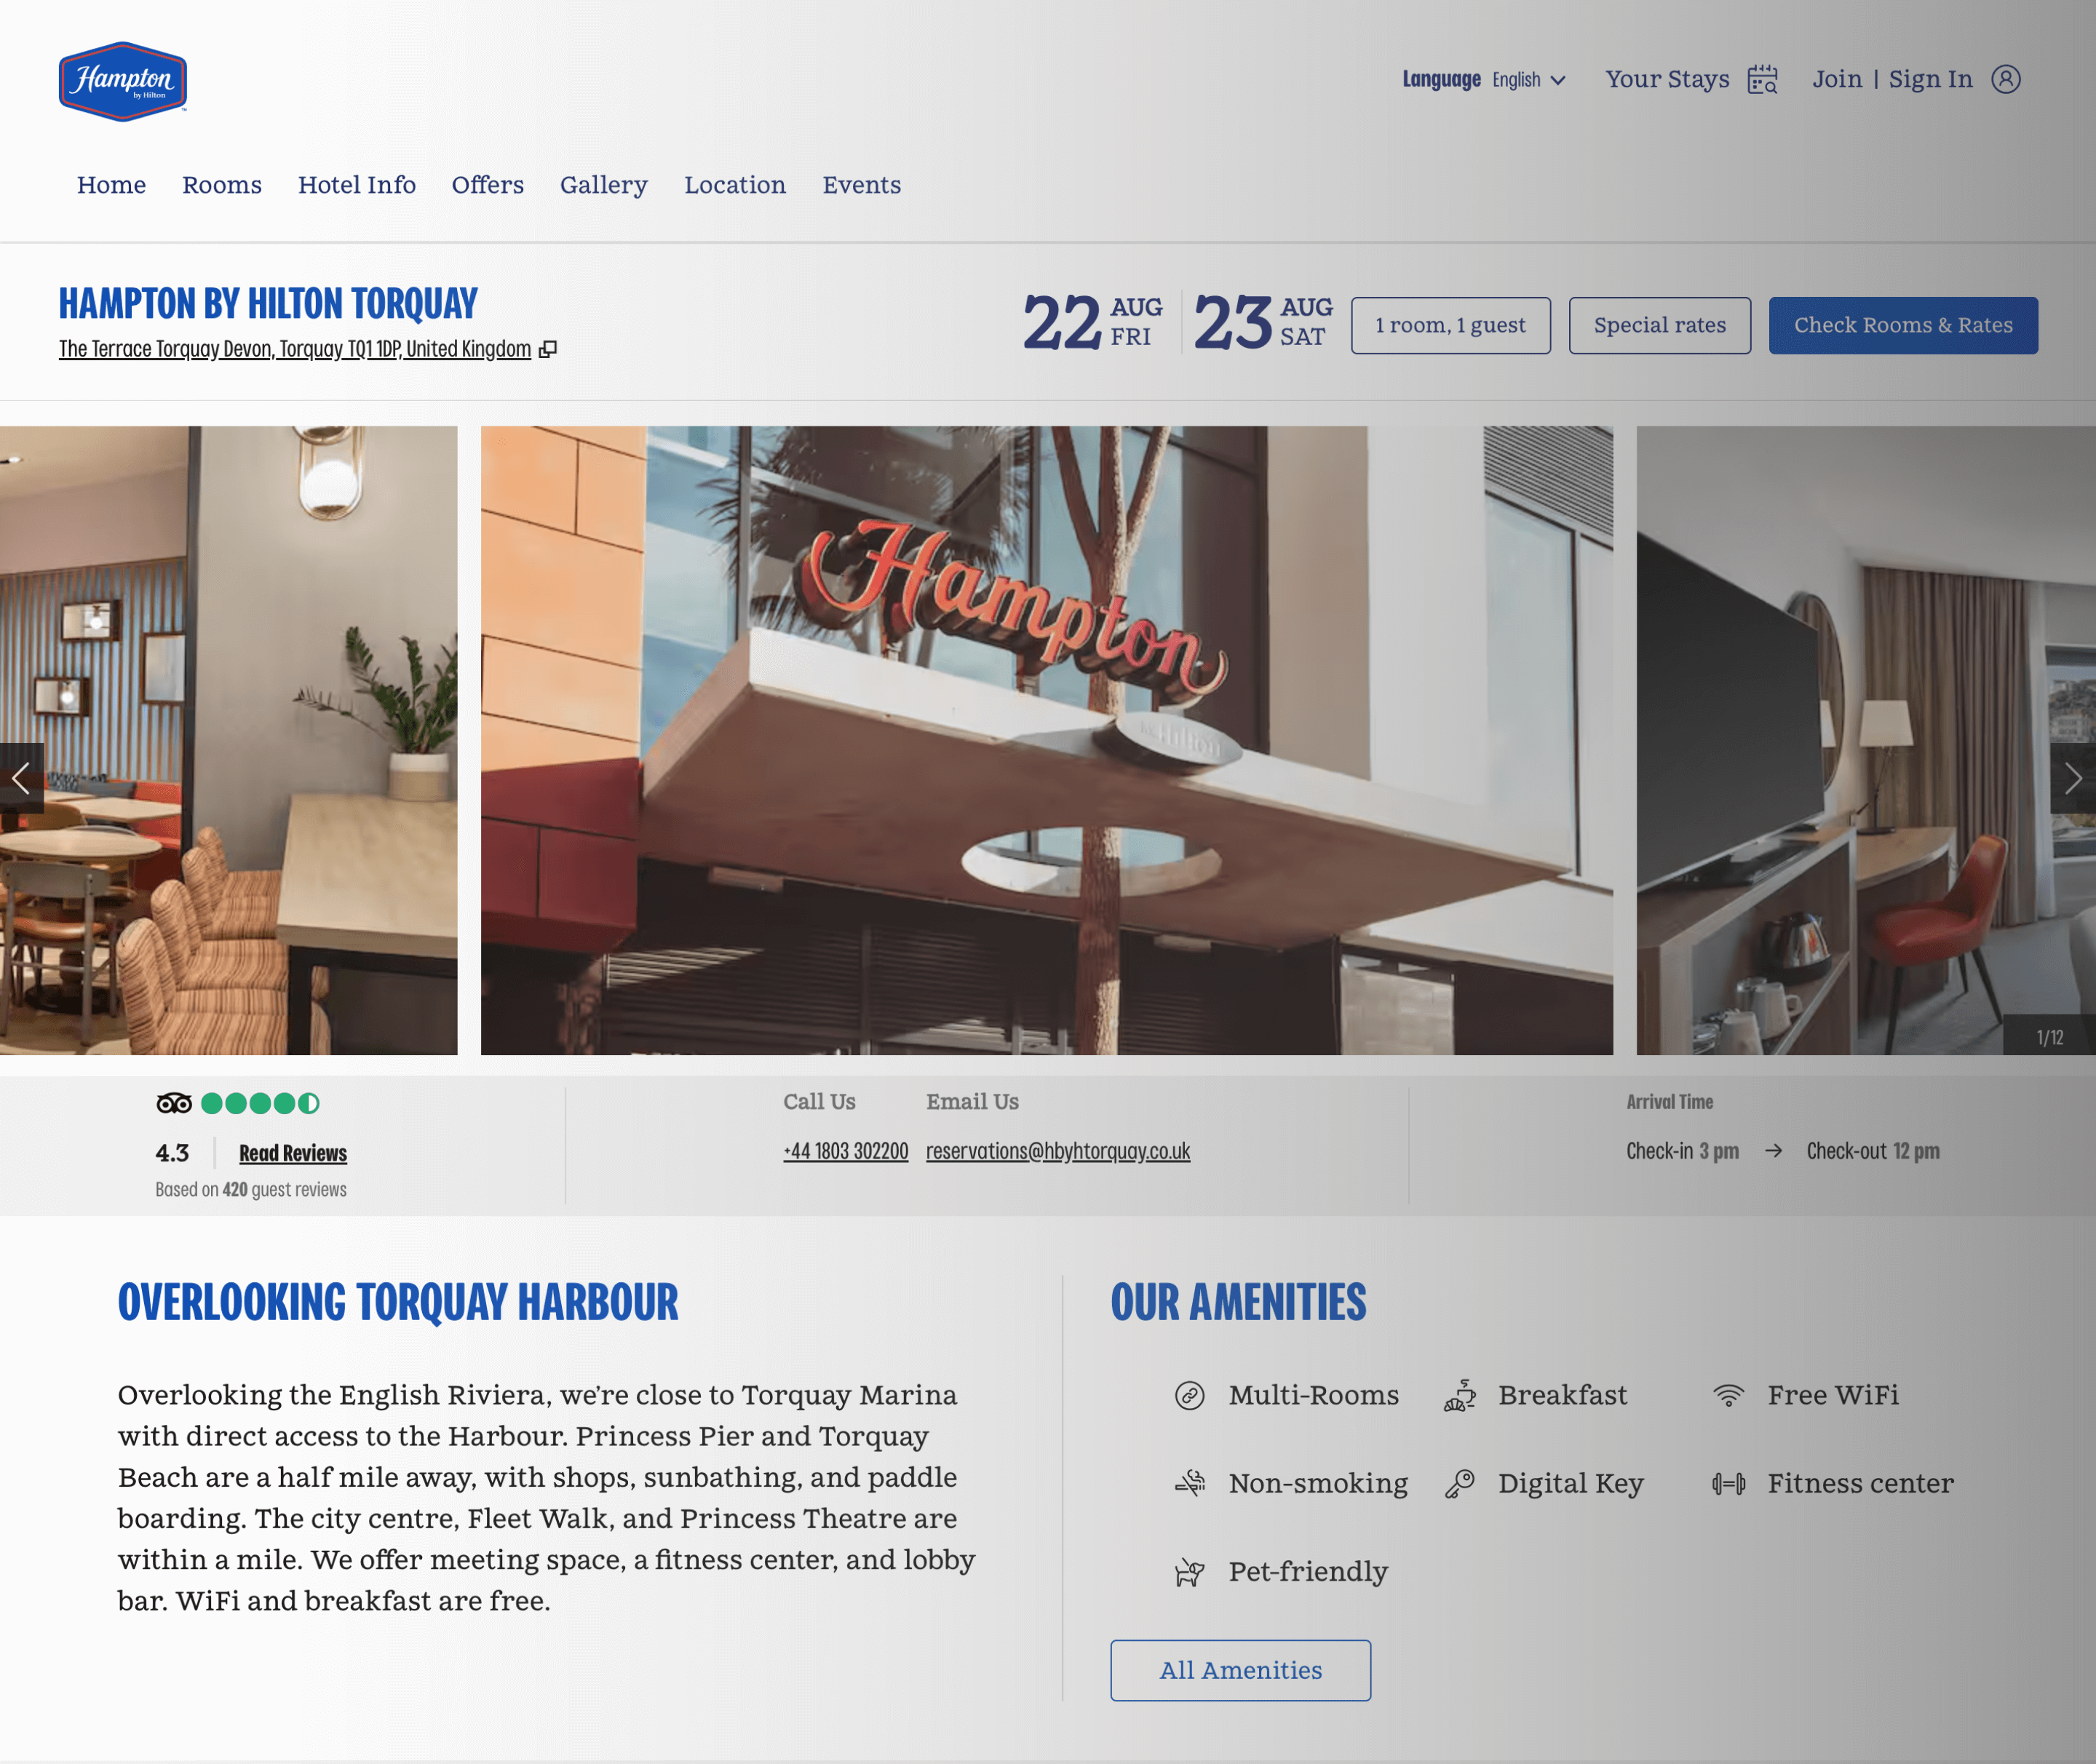 Hampton
by Hilton
Language English
Your Stays
Join | Sign In
Home Rooms Hotel Info Offers Gallery Location Events
HAMPTON BY HILTON TORQUAY
The Terrace Torquay Devon, Torquay TQ1 1DP, United Kingdom
22 AUG FRI
23 AUG SAT
1 room, 1 guest
Special rates
Check Rooms & Rates
Hampton
by Hilton
1/12
4.3 Read Reviews
Based on 420 guest reviews
Call Us
+44 1803 302200
Email Us
reservations@hbyhtorquay.co.uk
Arrival Time
Check-in 3 pm → Check-out 12 pm
OVERLOOKING TORQUAY HARBOUR
Overlooking the English Riviera, we’re close to Torquay Marina
with direct access to the Harbour. Princess Pier and Torquay
Beach are a half mile away, with shops, sunbathing, and paddle
boarding. The city centre, Fleet Walk, and Princess Theatre are
within a mile. We offer meeting space, a fitness center, and lobby
bar. WiFi and breakfast are free.
OUR AMENITIES
Multi-Rooms
Breakfast
Free WiFi
Non-smoking
Digital Key
Fitness center
Pet-friendly
All Amenities